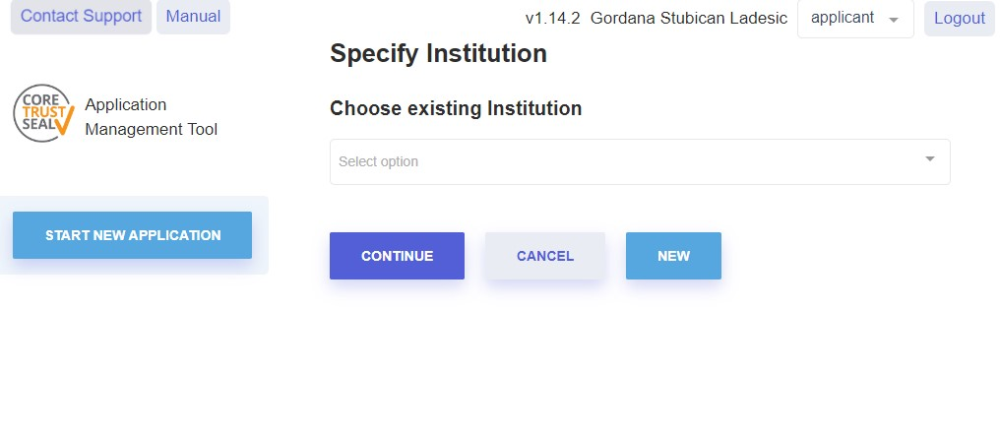 Contact Support Manual v1.14.2 Gordana Stubican Ladesic applicant Logout
Specify Institution
CORE
TRUST
SEAL
Application
Management Tool
Choose existing Institution
Select option
START NEW APPLICATION
CONTINUE CANCEL NEW